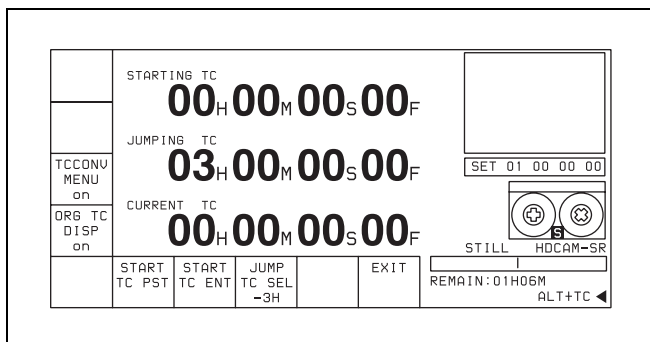 STARTING TC
00H00M00S00F
JUMPING TC
03H00M00S00F
CURRENT TC
00H00M00S00F
TCCONV
MENU
on
ORG TC
DISP
on
START
TC PST
START
TC ENT
JUMP
TC SEL
-3H
EXIT
SET 01 00 00 00
S
STILL HDCAM-SR
REMAIN:01H06M
ALT+TC ◀